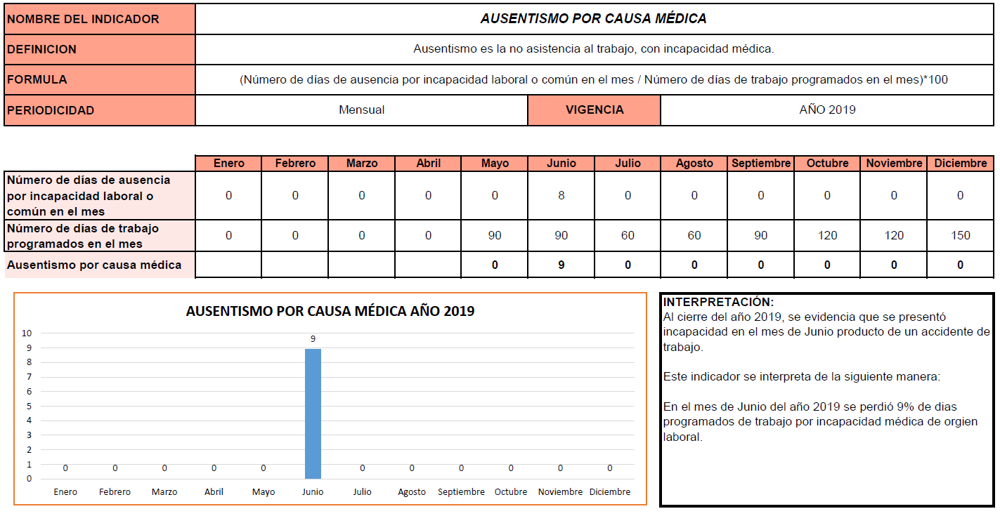 NOMBRE DEL INDICADOR
AUSENTISMO POR CAUSA MÉDICA
DEFINICION
Ausentismo es la no asistencia al trabajo, con incapacidad médica.
FORMULA
(Número de días de ausencia por incapacidad laboral o común en el mes / Número de días de trabajo programados en el mes)*100
PERIODICIDAD
Mensual
VIGENCIA
AÑO 2019
Enero Febrero Marzo Abril Mayo Junio Julio Agosto Septiembre Octubre Noviembre Diciembre
Número de días de ausencia
por incapacidad laboral o
común en el mes
0 0 0 0 0 8 0 0 0 0 0 0
Número de días de trabajo
programados en el mes
0 0 0 0 90 90 60 60 90 120 120 150
Ausentismo por causa médica
0 9 0 0 0 0 0 0
AUSENTISMO POR CAUSA MÉDICA AÑO 2019
10
9
8
7
6
5
4
3
2
1
0
0 0 0 0 0 9 0 0 0 0 0 0
Enero Febrero Marzo Abril Mayo Junio Julio Agosto Septiembre Octubre Noviembre Diciembre
INTERPRETACIÓN:
Al cierre del año 2019, se evidencia que se presentó
incapacidad en el mes de Junio producto de un accidente de
trabajo.
Este indicador se interpreta de la siguiente manera:
En el mes de Junio del año 2019 se perdió 9% de dias
programados de trabajo por incapacidad médica de orgien
laboral.